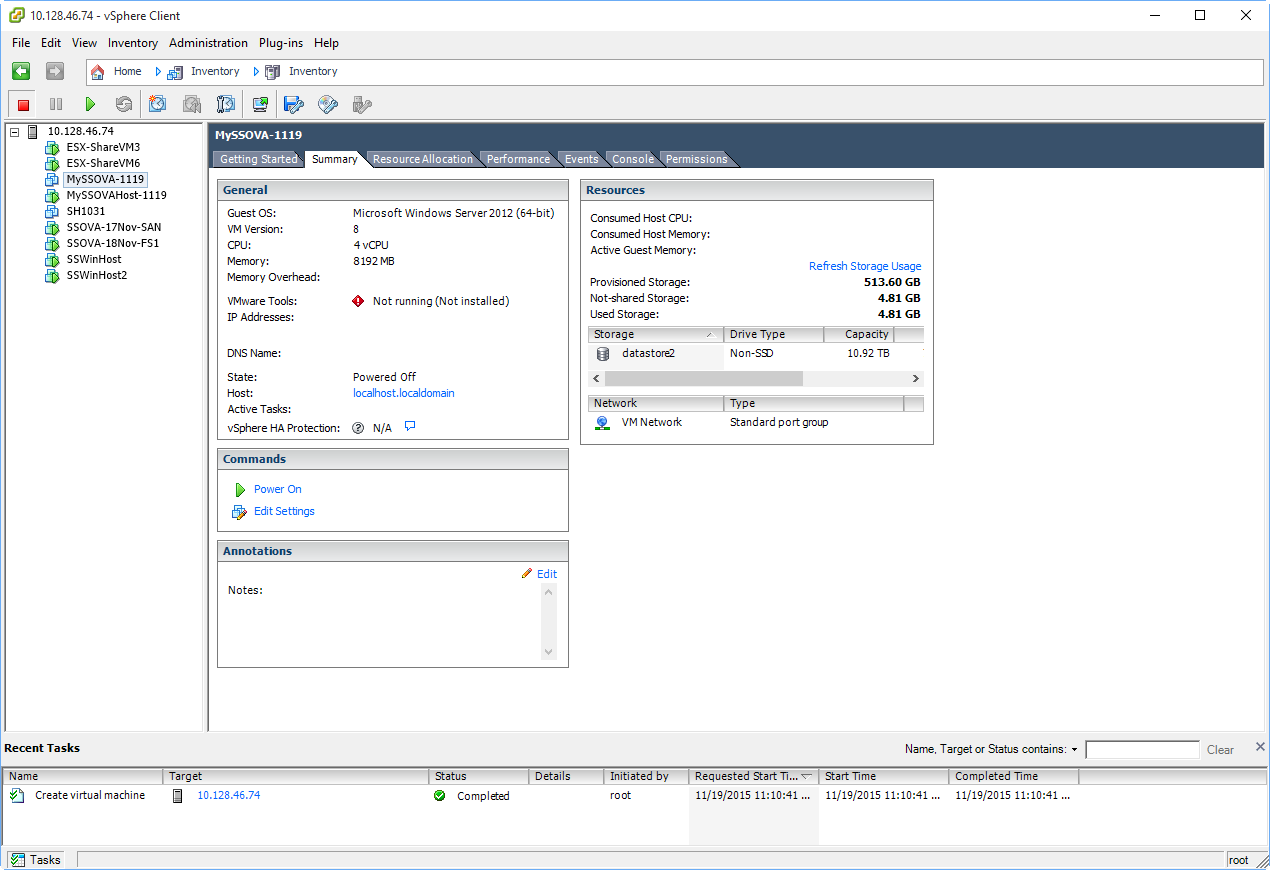 10.128.46.74 - vSphere Client
File Edit View Inventory Administration Plug-ins Help
Home Inventory Inventory
10.128.46.74
ESX-ShareVM3
ESX-ShareVM6
MySSOVA-1119
MySSOVAHost-1119
SH1031
SSOVA-17Nov-SAN
SSOVA-18Nov-FS1
SSWinHost
SSWinHost2
MySSOVA-1119
Getting Started Summary Resource Allocation Performance Events Console Permissions
General
Guest OS: Microsoft Windows Server 2012 (64-bit)
VM Version: 8
CPU: 4 vCPU
Memory: 8192 MB
Memory Overhead:
VMware Tools: Not running (Not installed)
IP Addresses:
DNS Name:
State: Powered Off
Host: localhost.localdomain
Active Tasks:
vSphere HA Protection: N/A
Commands
Power On
Edit Settings
Annotations
Edit
Notes:
Resources
Consumed Host CPU:
Consumed Host Memory:
Active Guest Memory:
Refresh Storage Usage
Provisioned Storage: 513.60 GB
Not-shared Storage: 4.81 GB
Used Storage: 4.81 GB
Storage Drive Type Capacity
datastore2 Non-SSD 10.92 TB
Network Type
VM Network Standard port group
Recent Tasks Name, Target or Status contains: Clear
Name Target Status Details Initiated by Requested Start Ti... Start Time Completed Time
Create virtual machine 10.128.46.74 Completed root 11/19/2015 11:10:41 ... 11/19/2015 11:10:41 ... 11/19/2015 11:10:41 ...
Tasks root